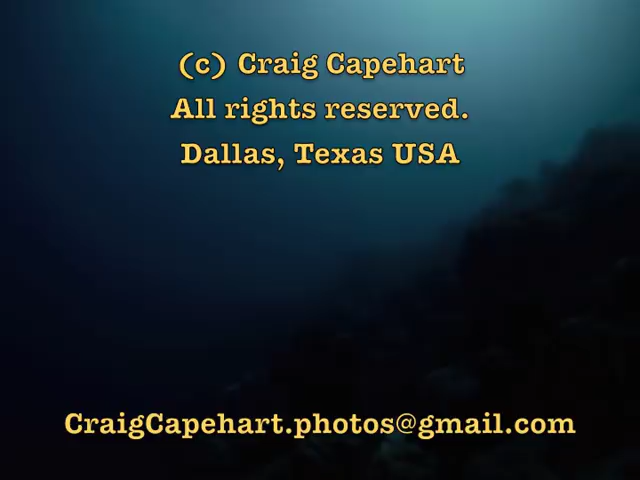 (c) Craig Capehart
All rights reserved.
Dallas, Texas USA
CraigCapehart.photos@gmail.com